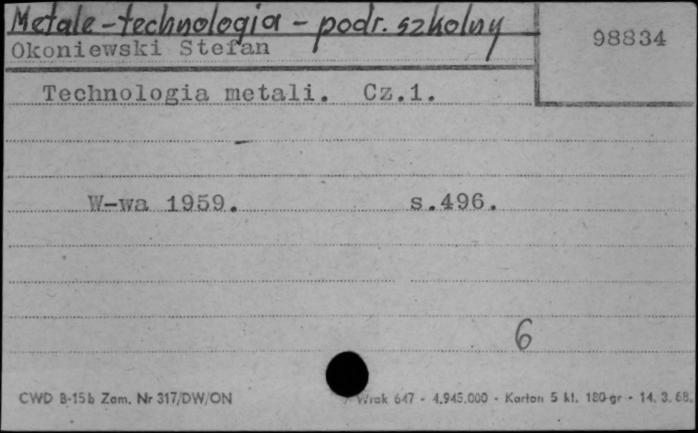 Metale - technologia - podr. szkolny
98834
Okoniewski Stefan
Technologia metali. Cz.1.
W-wa 1959. s.496.
6
CWD B-15b Zam. Nr 317/DW/ON 647 - 4.945.000 - Karton 5 kl. 180 gr - 14. 3. 68.